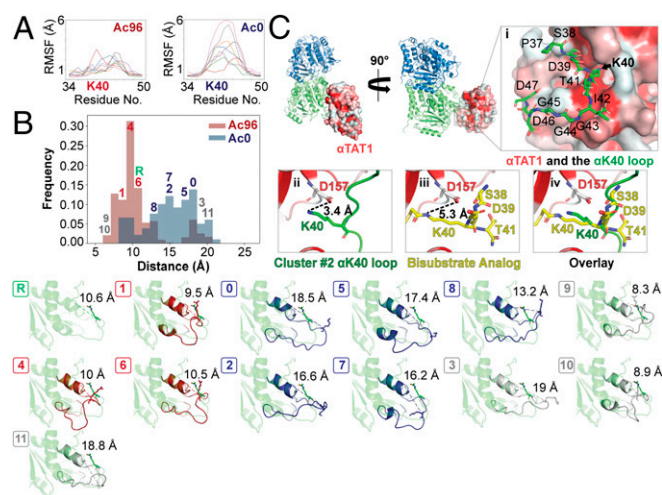 A
Ac96
Ac0
RMSF (Å)
6
1
34
50
K40
Residue No.
RMSF (Å)
6
1
34
50
K40
Residue No.
B
Frequency
0.30
0.25
0.20
0.15
0.10
0.05
0.00
Ac96
Ac0
4
R
6
1
9
10
7
2
8
5
0
3
11
5
10
15
20
25
Distance (Å)
C
90°
αTAT1
i
P37
S38
D39
K40
T41
I42
D47
G45
D46
G44
G43
αTAT1 and the αK40 loop
ii
D157
3.4 Å
K40
Cluster #2 αK40 loop
iii
D157
S38
D39
5.3 Å
K40
T41
Bisubstrate Analog
iv
D157
S38
D39
K40
K40
T41
Overlay
R
10.6 Å
1
9.5 Å
0
18.5 Å
5
17.4 Å
8
13.2 Å
9
8.3 Å
4
10 Å
6
10.5 Å
2
16.6 Å
7
16.2 Å
3
19 Å
10
8.9 Å
11
18.8 Å